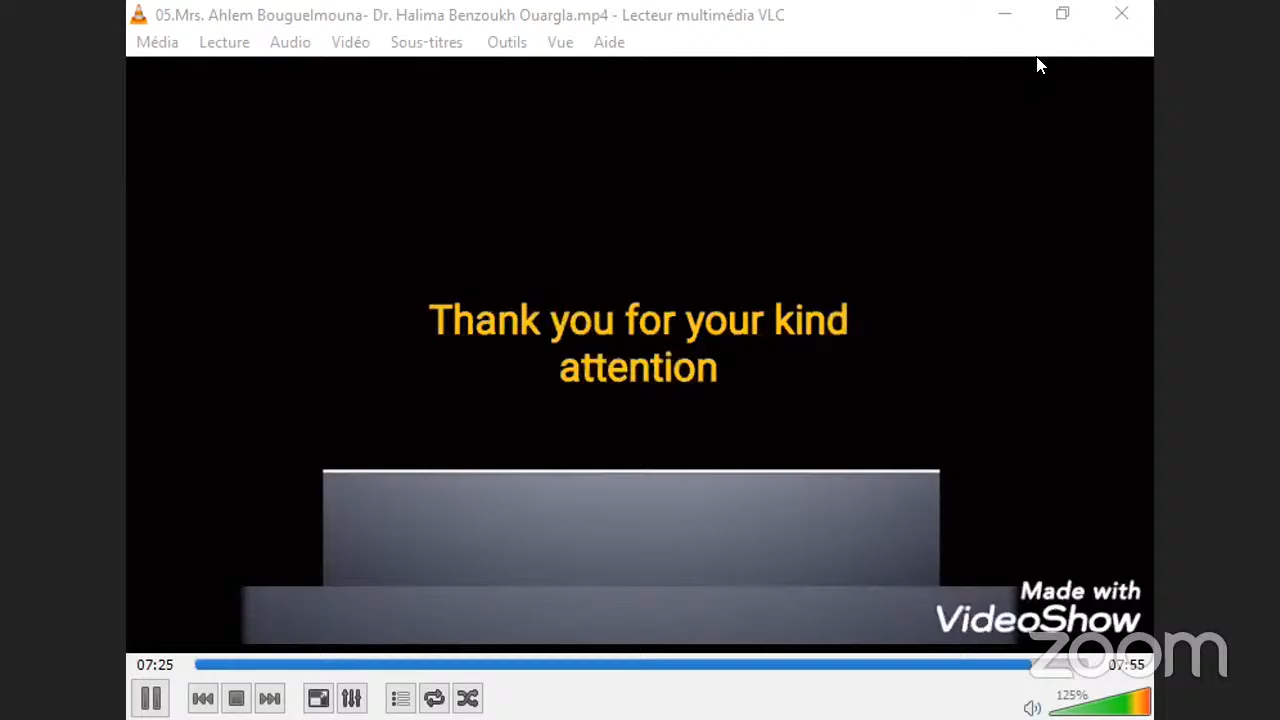 05.Mrs. Ahlem Bouguelmouna- Dr. Halima Benzoukh Ouargla.mp4 - Lecteur multimédia VLC
Média Lecture Audio Vidéo Sous-titres Outils Vue Aide
Thank you for your kind
attention
Made with
VideoShow
zoom
07:25
07:55
125%